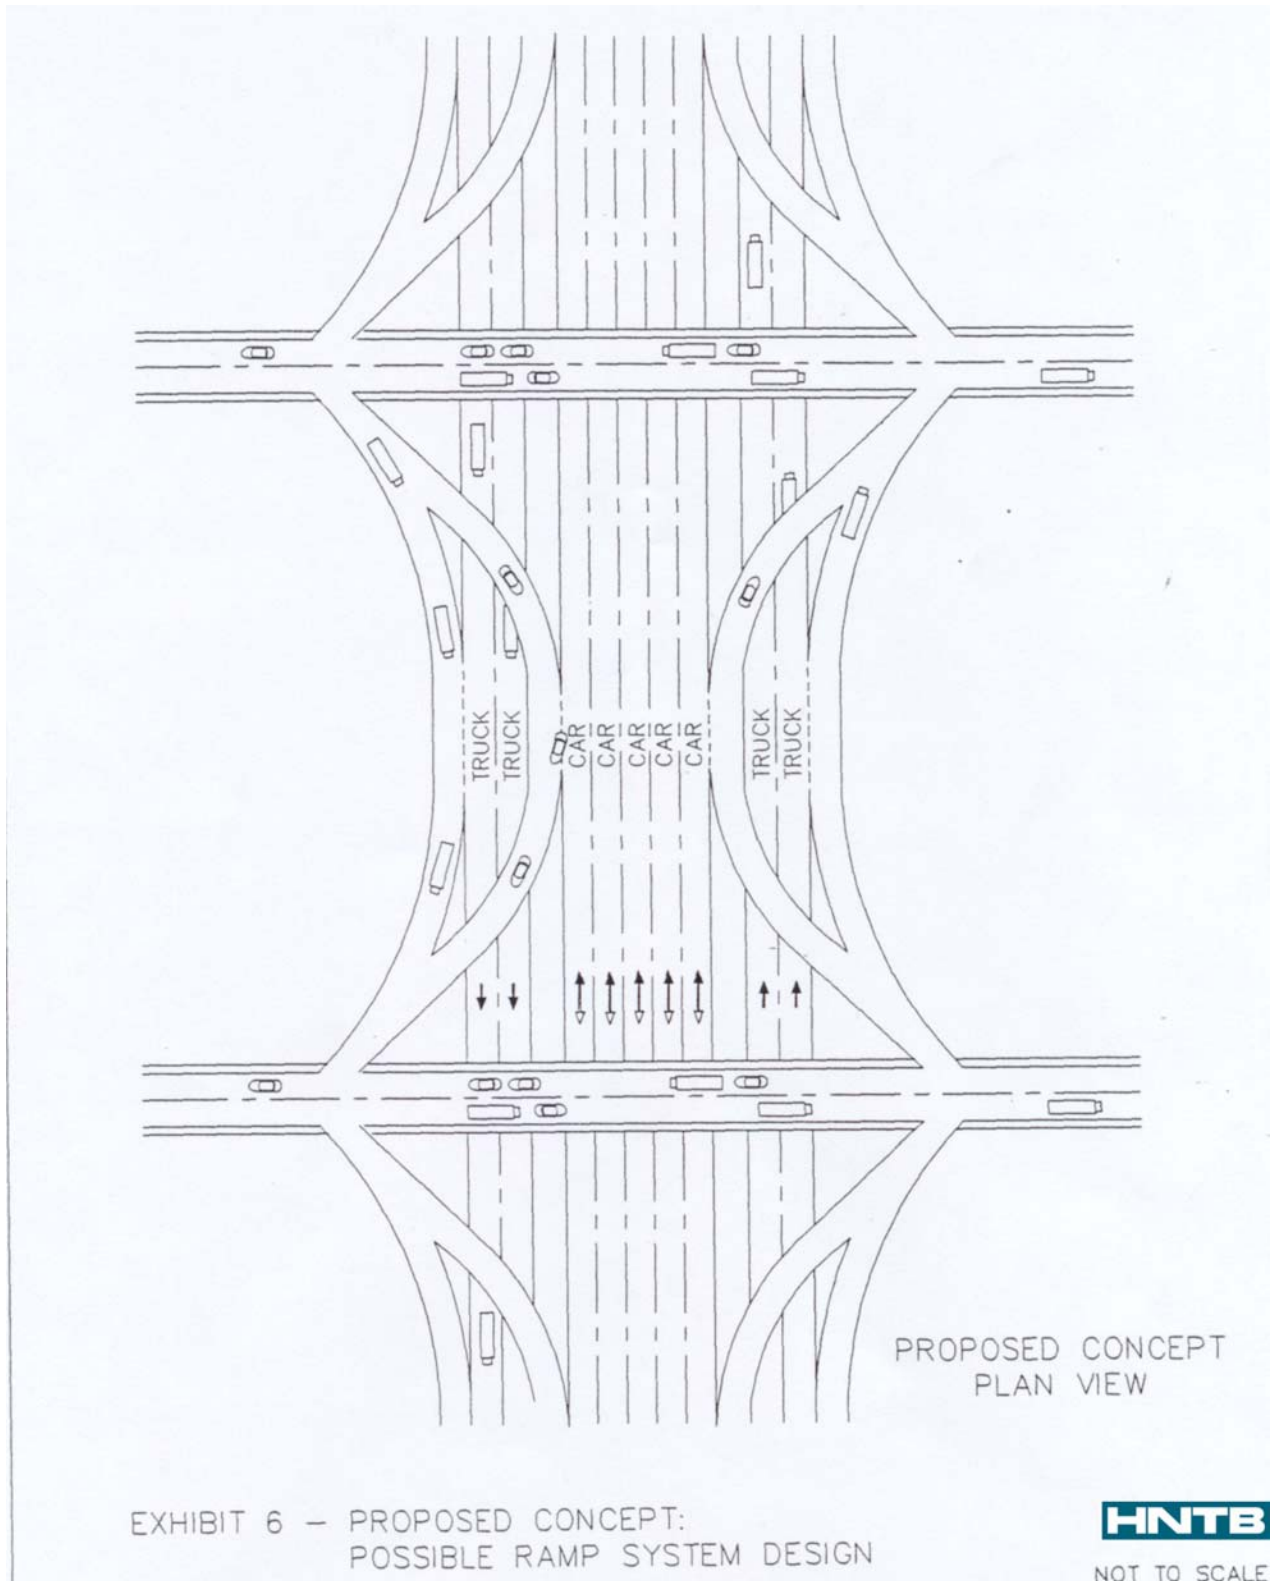 TRUCK
TRUCK
CAR
CAR
CAR
CAR
CAR
TRUCK
TRUCK
PROPOSED CONCEPT
PLAN VIEW
EXHIBIT 6 – PROPOSED CONCEPT:
POSSIBLE RAMP SYSTEM DESIGN
HNTB
NOT TO SCALE